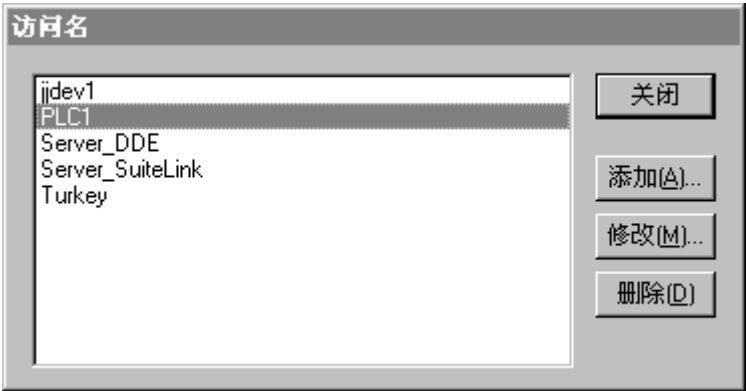 访问名
jjdev1
PLC1
Server_DDE
Server_SuiteLink
Turkey
关闭
添加(A)...
修改(M)...
删除(D)